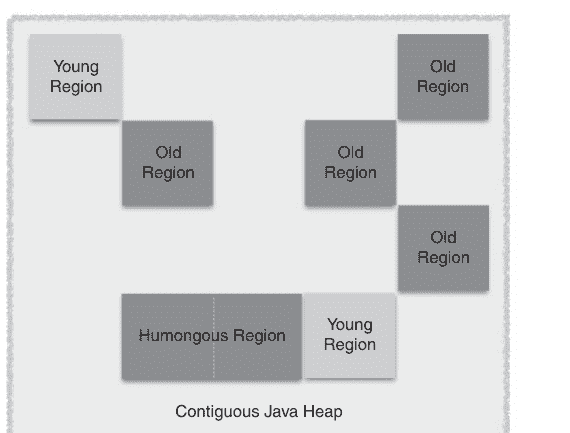 Young
Region
Old
Region
Old
Region
Old
Region
Old
Region
Humongous Region
Young
Region
Contiguous Java Heap